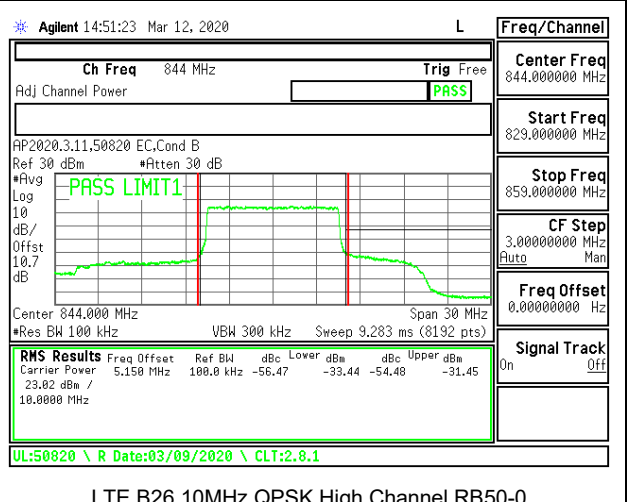 Agilent 14:51:23 Mar 12, 2020 L
Freq/Channel
Ch Freq 844 MHz Trig Free
Adj Channel Power PASS
AP2020.3.11,50820 EC,Cond B
Ref 30 dBm #Atten 30 dB
#Avg
Log
10
dB/
Offst
10.7
dB
PASS LIMIT1
Center 844.000 MHz Span 30 MHz
#Res BW 100 kHz VBW 300 kHz Sweep 9.283 ms (8192 pts)
RMS Results Freq Offset Ref BW dBc Lower dBm dBc Upper dBm
Carrier Power 5.150 MHz 100.0 kHz -56.47 -33.44 -54.48 -31.45
23.02 dBm /
10.0000 MHz
UL:50820 \ R Date:03/09/2020 \ CLT:2.8.1
Center Freq
844.000000 MHz
Start Freq
829.000000 MHz
Stop Freq
859.000000 MHz
CF Step
3.00000000 MHz
Auto Man
Freq Offset
0.00000000 Hz
Signal Track
On Off
LTE B26 10MHz QPSK High Channel RB50-0